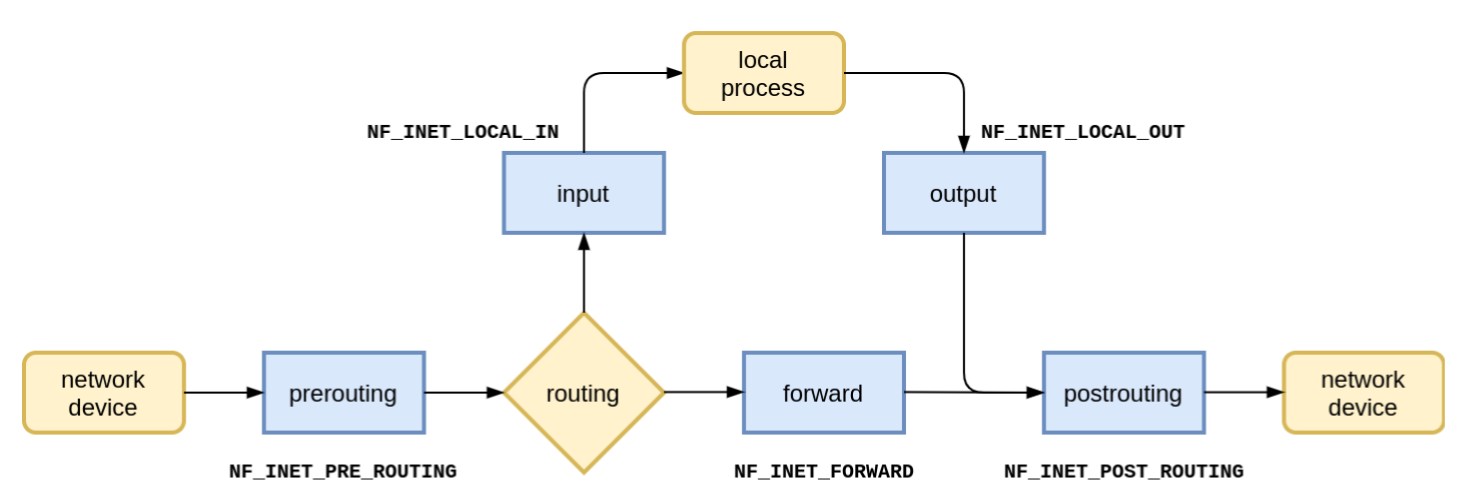 local
process
NF_INET_LOCAL_IN
NF_INET_LOCAL_OUT
input
output
network
device
prerouting
routing
forward
postrouting
network
device
NF_INET_PRE_ROUTING
NF_INET_FORWARD
NF_INET_POST_ROUTING